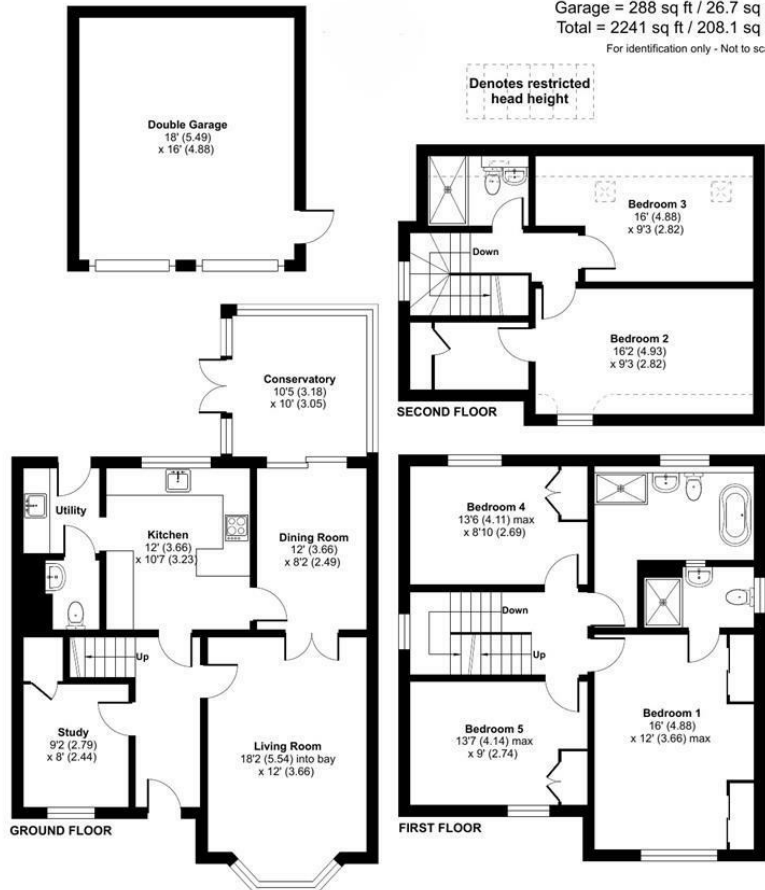 Garage = 288 sq ft / 26.7 sq
Total = 2241 sq ft / 208.1 sq
For identification only - Not to sc
Denotes restricted
head height
Double Garage
18' (5.49)
x 16' (4.88)
Bedroom 3
16' (4.88)
x 9'3 (2.82)
Down
Bedroom 2
16'2 (4.93)
x 9'3 (2.82)
SECOND FLOOR
Conservatory
10'5 (3.18)
x 10' (3.05)
Utility
Kitchen
12' (3.66)
x 10'7 (3.23)
Dining Room
12' (3.66)
x 8'2 (2.49)
Up
Study
9'2 (2.79)
x 8' (2.44)
Living Room
18'2 (5.54) into bay
x 12' (3.66)
GROUND FLOOR
Bedroom 4
13'6 (4.11) max
x 8'10 (2.69)
Down
Up
Bedroom 5
13'7 (4.14) max
x 9' (2.74)
Bedroom 1
16' (4.88)
x 12' (3.66) max
FIRST FLOOR